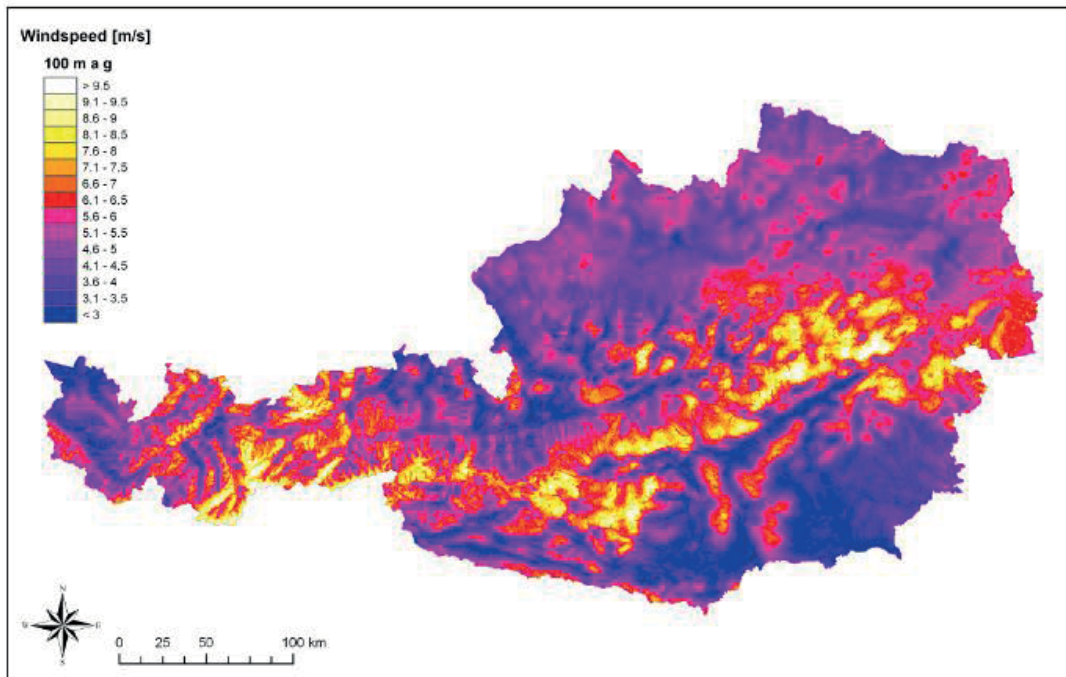 Windspeed [m/s]
100 m a g
> 9.5
9.1 - 9.5
8.6 - 9
8.1 - 8.5
7.6 - 8
7.1 - 7.5
6.6 - 7
6.1 - 6.5
5.6 - 6
5.1 - 5.5
4.6 - 5
4.1 - 4.5
3.6 - 4
3.1 - 3.5
< 3
N
W
E
S
0 25 50 100 km